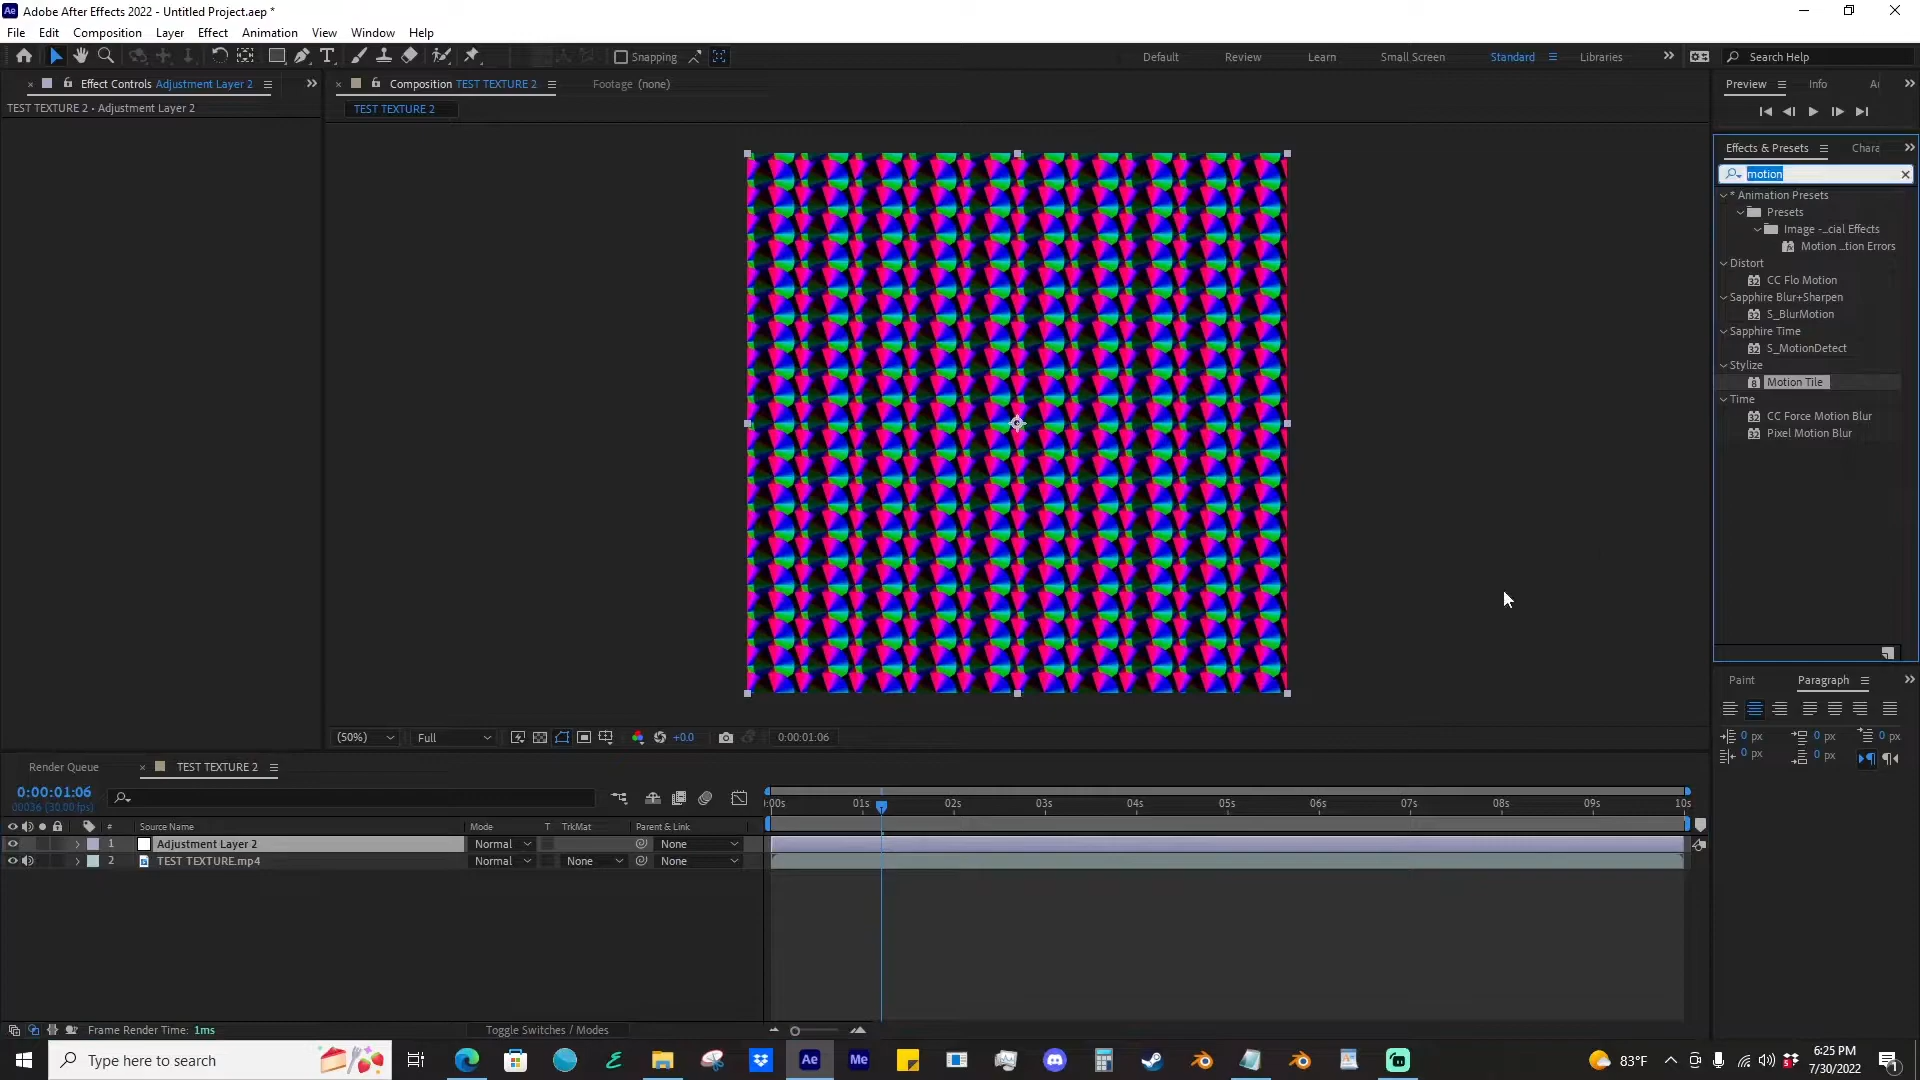 Adobe After Effects 2022 - Untitled Project.aep *
File Edit Composition Layer Effect Animation View Window Help
Snapping Default Review Learn Small Screen Standard Libraries Search Help
Effect Controls Adjustment Layer 2
Composition TEST TEXTURE 2 Footage (none)
Preview Info
TEST TEXTURE 2 • Adjustment Layer 2
TEST TEXTURE 2
Effects & Presets Chara
motion
* Animation Presets
Presets
Image -...cial Effects
Motion ...tion Errors
Distort
CC Flo Motion
Sapphire Blur+Sharpen
S_BlurMotion
Sapphire Time
S_MotionDetect
Stylize
Motion Tile
Time
CC Force Motion Blur
Pixel Motion Blur
Paint Paragraph
0 px 0 px 0 px
0 px 0 px
(50%) Full +0.0 0:00:01:06
Render Queue TEST TEXTURE 2
0:00:01:06
00036 (30.00 fps)
:00s 01s 02s 03s 04s 05s 06s 07s 08s 09s 10s
# Source Name Mode T TrkMat Parent & Link
1 Adjustment Layer 2 Normal None
2 TEST TEXTURE.mp4 Normal None None
Frame Render Time: 1ms Toggle Switches / Modes
Type here to search Ae Me 83°F 6:25 PM
7/30/2022